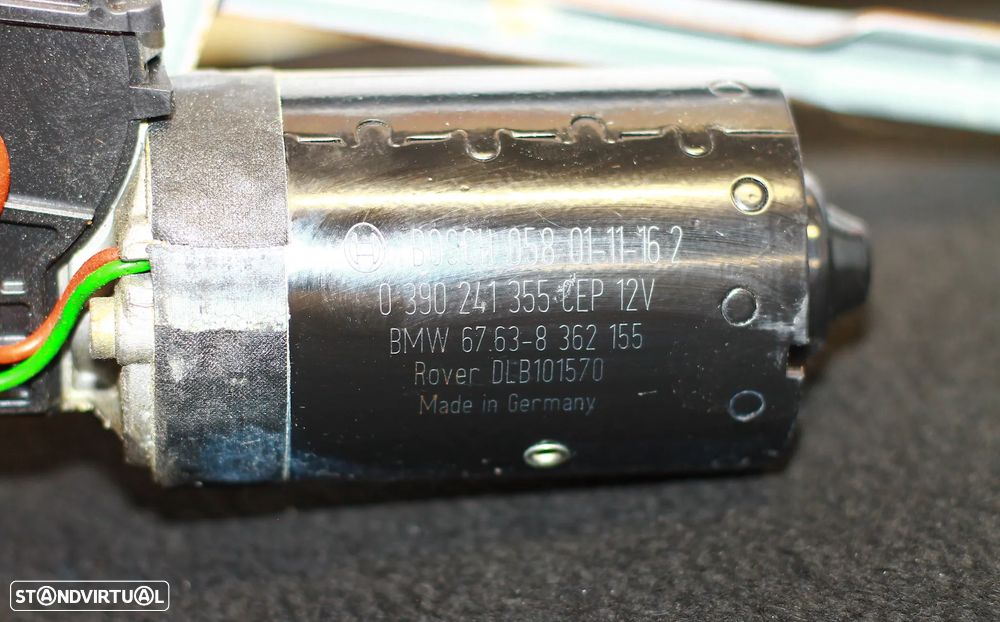 BOSCH 058 01-11-16 2
0 390 241 355 CEP 12V
BMW 67.63-8 362 155
Rover DLB101570
Made in Germany
STANDVIRTUAL